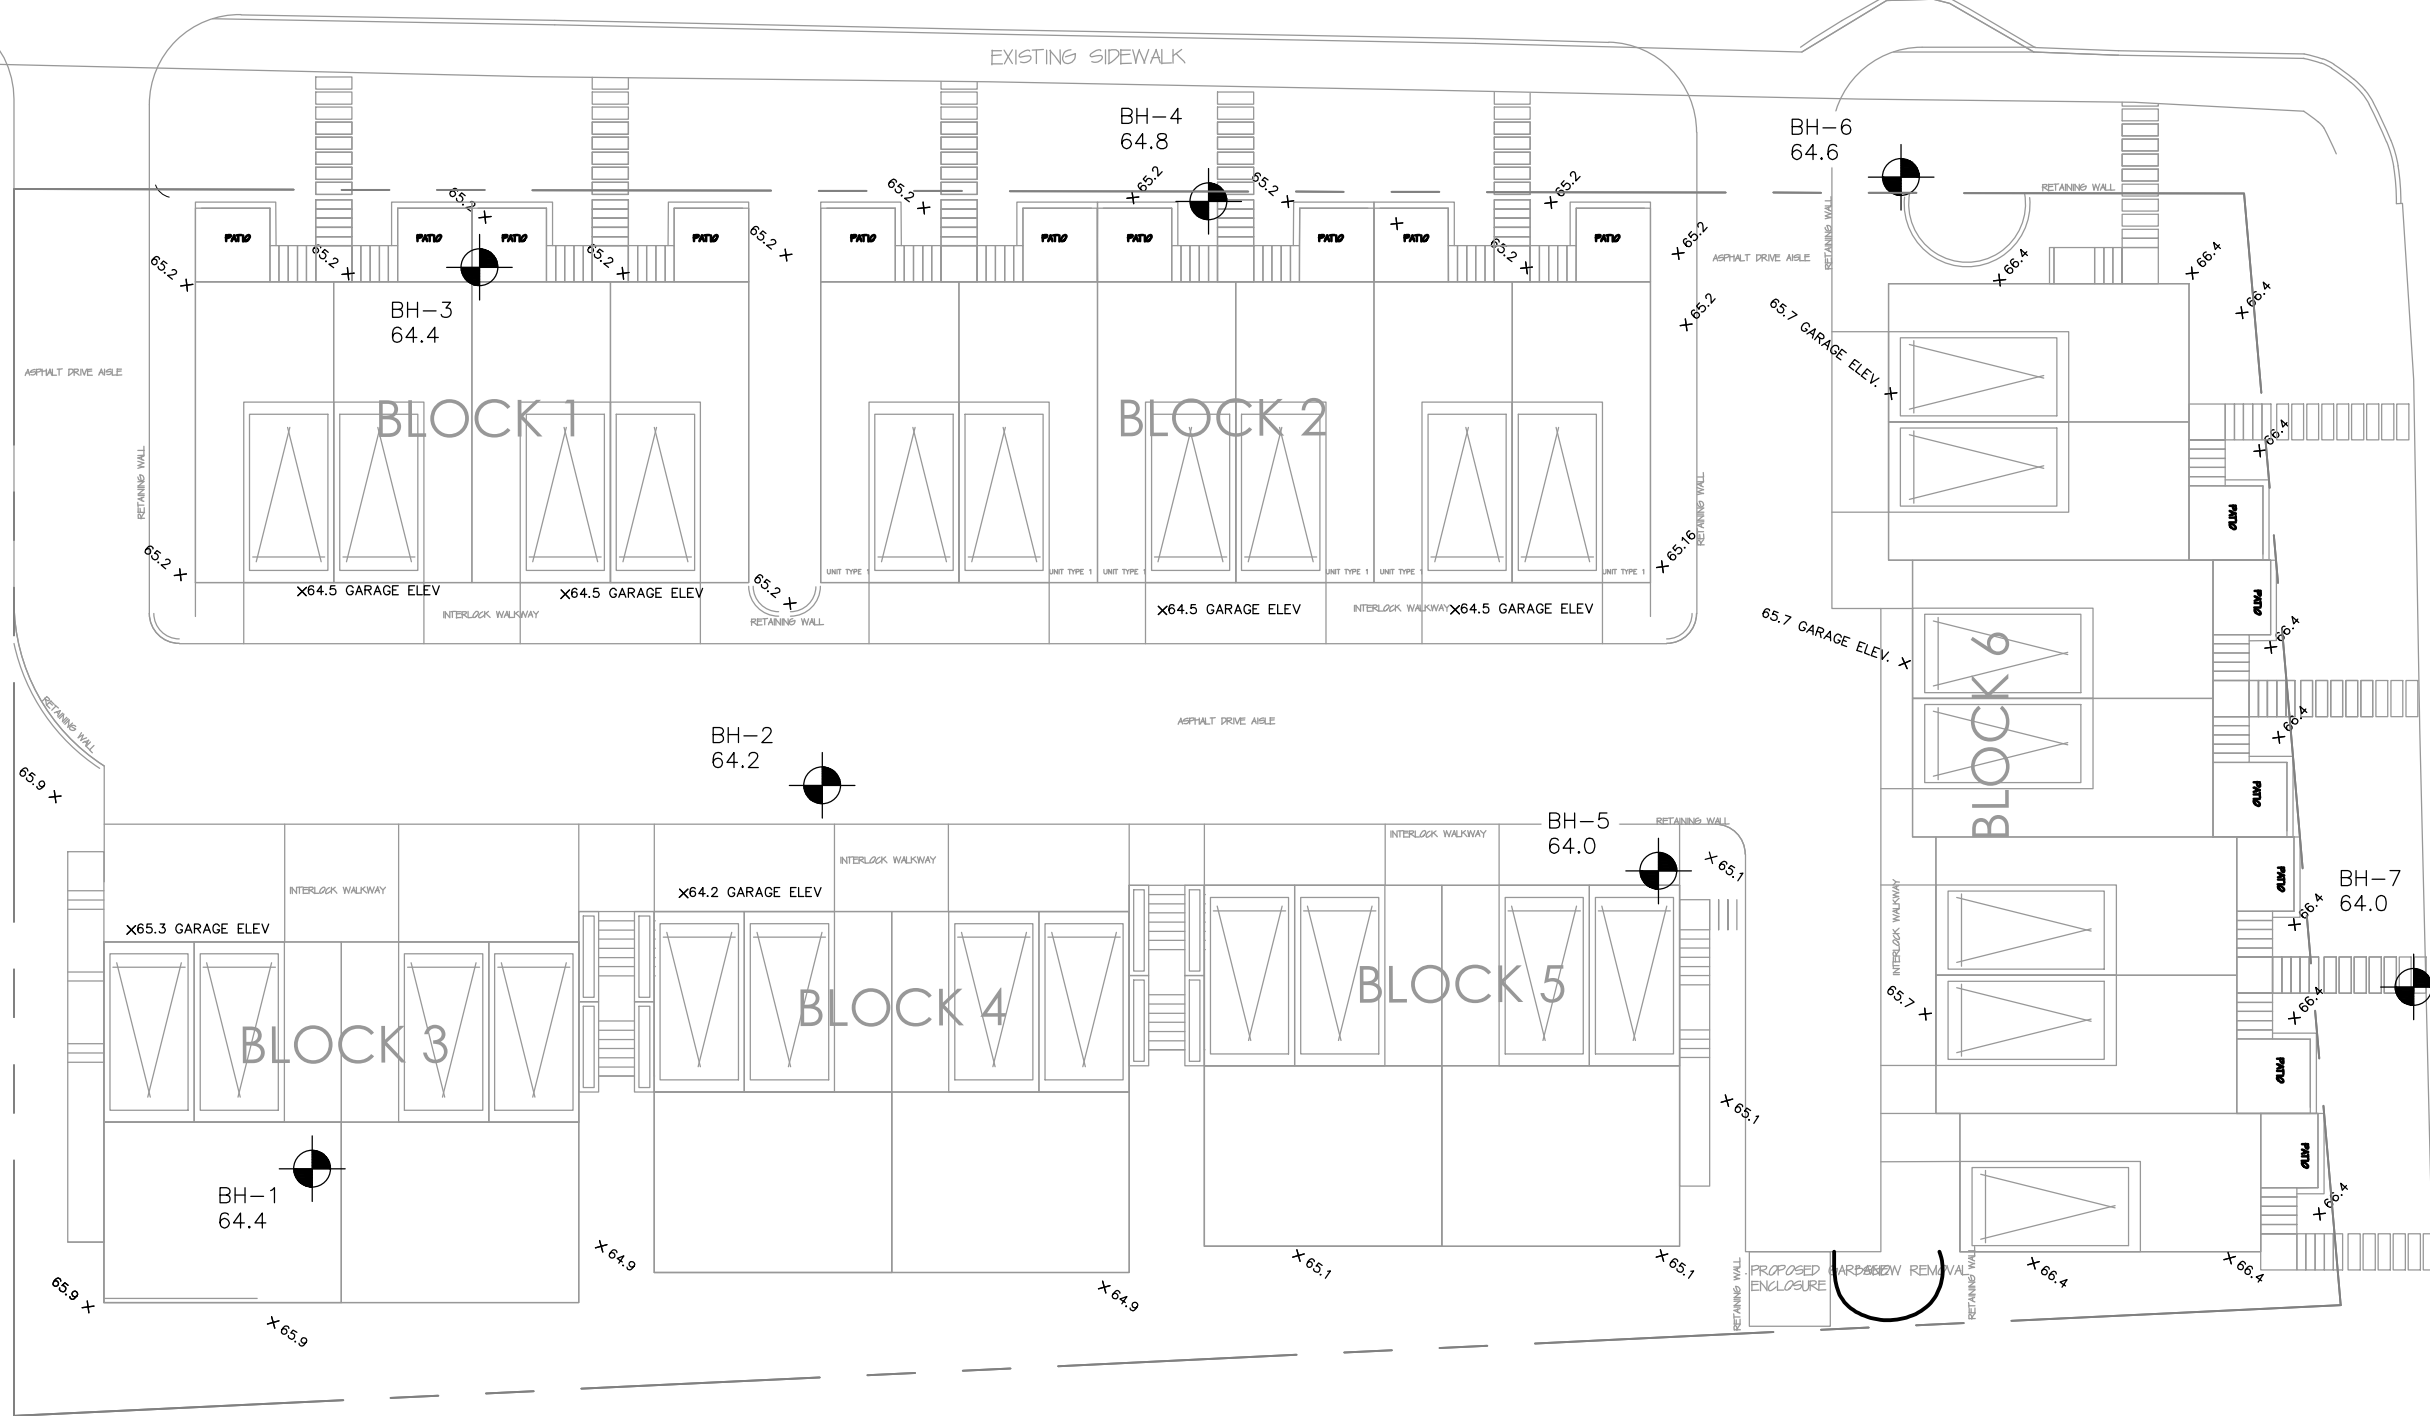 EXISTING SIDEWALK
BH-4
64.8
BH-6
64.6
65.2
65.2
65.2
65.2
65.2
RETAINING WALL
RETAINING WALL
PATIO
PATIO
PATIO
PATIO
PATIO
PATIO
PATIO
PATIO
PATIO
PATIO
65.2
65.2
65.2
65.2
65.2
65.2
ASPHALT DRIVE AISLE
66.4
66.4
66.4
BH-3
64.4
65.2
65.7 GARAGE ELEV.
ASPHALT DRIVE AISLE
BLOCK 1
BLOCK 2
66.4
RETAINING WALL
RETAINING WALL
PATIO
65.2
65.2
65.16
UNIT TYPE 1
UNIT TYPE 1
UNIT TYPE 1
UNIT TYPE 1
UNIT TYPE 1
UNIT TYPE 1
64.5 GARAGE ELEV
64.5 GARAGE ELEV
64.5 GARAGE ELEV
64.5 GARAGE ELEV
INTERLOCK WALKWAY
RETAINING WALL
INTERLOCK WALKWAY
65.7 GARAGE ELEV.
PATIO
66.4
BLOCK 6
RETAINING WALL
ASPHALT DRIVE AISLE
66.4
BH-2
64.2
65.9
PATIO
BH-5
64.0
RETAINING WALL
INTERLOCK WALKWAY
INTERLOCK WALKWAY
65.1
INTERLOCK WALKWAY
64.2 GARAGE ELEV
PATIO
BH-7
64.0
66.4
65.3 GARAGE ELEV
INTERLOCK WALKWAY
BLOCK 3
BLOCK 4
BLOCK 5
65.7
66.4
PATIO
65.1
PATIO
BH-1
64.4
66.4
64.9
65.1
65.1
66.4
66.4
65.9
64.9
65.9
RETAINING WALL
PROPOSED GARBAGE
ENCLOSURE
SNOW REMOVAL
RETAINING WALL